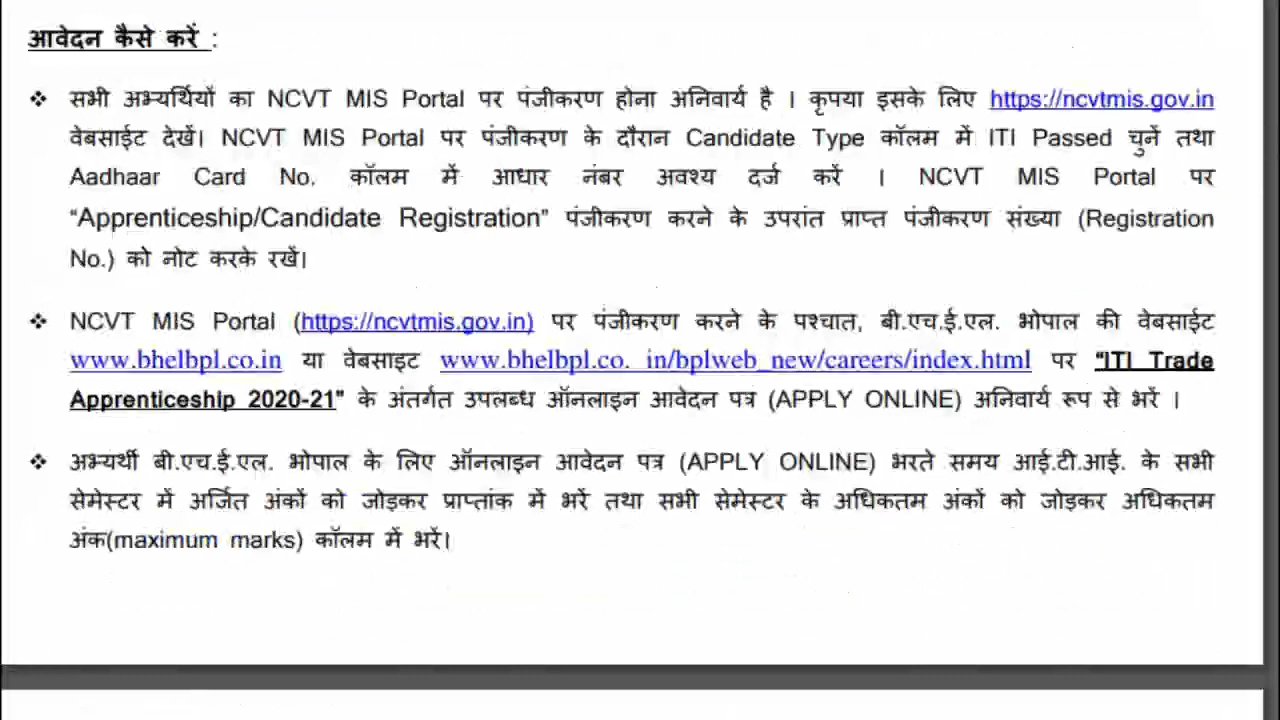 आवेदन कैसे करें :
❖ सभी अभ्यर्थियों का NCVT MIS Portal पर पंजीकरण होना अनिवार्य है । कृपया इसके लिए https://ncvtmis.gov.in
वेबसाईट देखें। NCVT MIS Portal पर पंजीकरण के दौरान Candidate Type कॉलम में ITI Passed चुनें तथा
Aadhaar Card No. कॉलम में आधार नंबर अवश्य दर्ज करें । NCVT MIS Portal पर
“Apprenticeship/Candidate Registration” पंजीकरण करने के उपरांत प्राप्त पंजीकरण संख्या (Registration
No.) को नोट करके रखें।
❖ NCVT MIS Portal (https://ncvtmis.gov.in) पर पंजीकरण करने के पश्चात, बी.एच.ई.एल. भोपाल की वेबसाईट
www.bhelbpl.co.in या वेबसाइट www.bhelbpl.co. in/bplweb_new/careers/index.html पर “ITI Trade
Apprenticeship 2020-21" के अंतर्गत उपलब्ध ऑनलाइन आवेदन पत्र (APPLY ONLINE) अनिवार्य रूप से भरें ।
❖ अभ्यर्थी बी.एच.ई.एल. भोपाल के लिए ऑनलाइन आवेदन पत्र (APPLY ONLINE) भरते समय आई.टी.आई. के सभी
सेमेस्टर में अर्जित अंकों को जोड़कर प्राप्तांक में भरें तथा सभी सेमेस्टर के अधिकतम अंकों को जोड़कर अधिकतम
अंक(maximum marks) कॉलम में भरें।